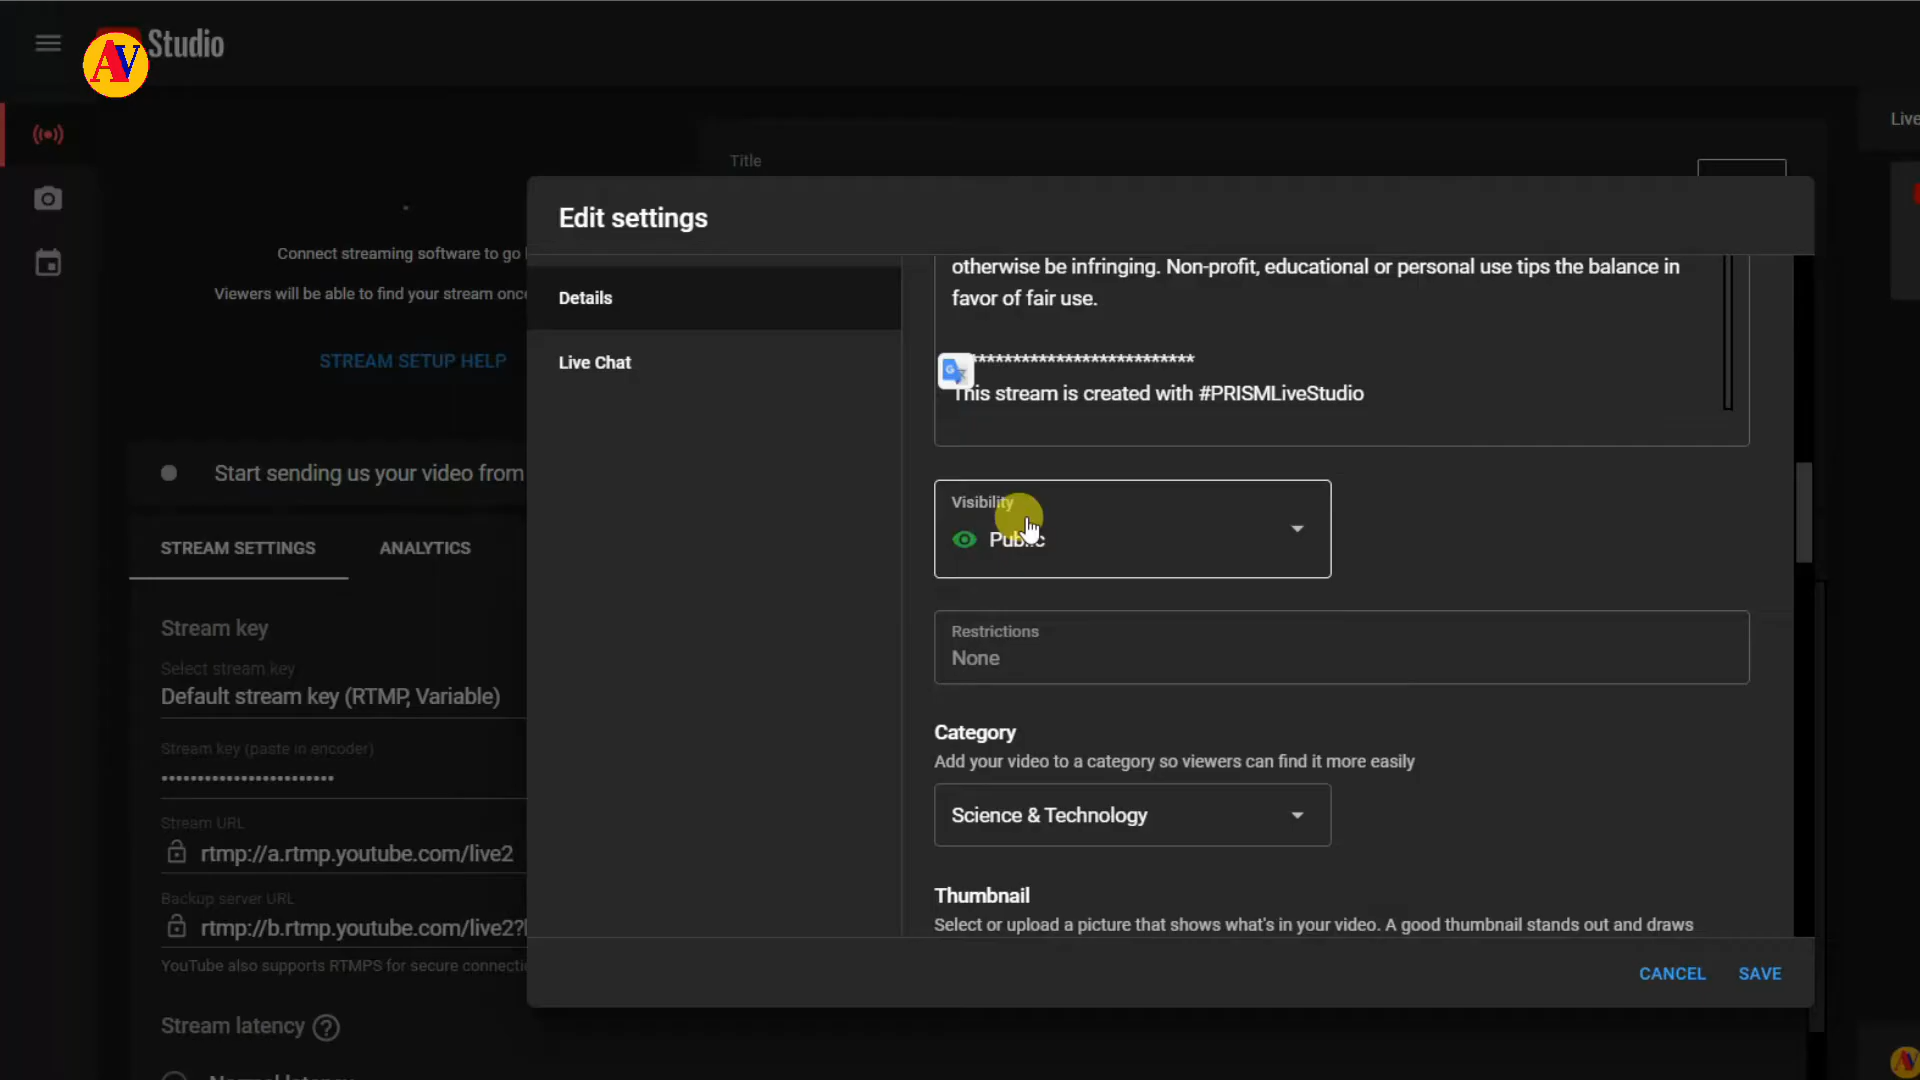 AV Studio
Live
Title
Edit settings
Connect streaming software to go
Viewers will be able to find your stream once
STREAM SETUP HELP
Details
Live Chat
otherwise be infringing. Non-profit, educational or personal use tips the balance in
favor of fair use.
**************************
This stream is created with #PRISMLiveStudio
Start sending us your video from
STREAM SETTINGS
ANALYTICS
Visibility
Public
Restrictions
None
Stream key
Select stream key
Default stream key (RTMP, Variable)
Stream key (paste in encoder)
••••••••••••••••••••••••
Category
Add your video to a category so viewers can find it more easily
Science & Technology
Stream URL
rtmp://a.rtmp.youtube.com/live2
Backup server URL
rtmp://b.rtmp.youtube.com/live2?
YouTube also supports RTMPS for secure
Thumbnail
Select or upload a picture that shows what's in your video. A good thumbnail stands out and draws
CANCEL
SAVE
Stream latency ?
Normal latency
AV